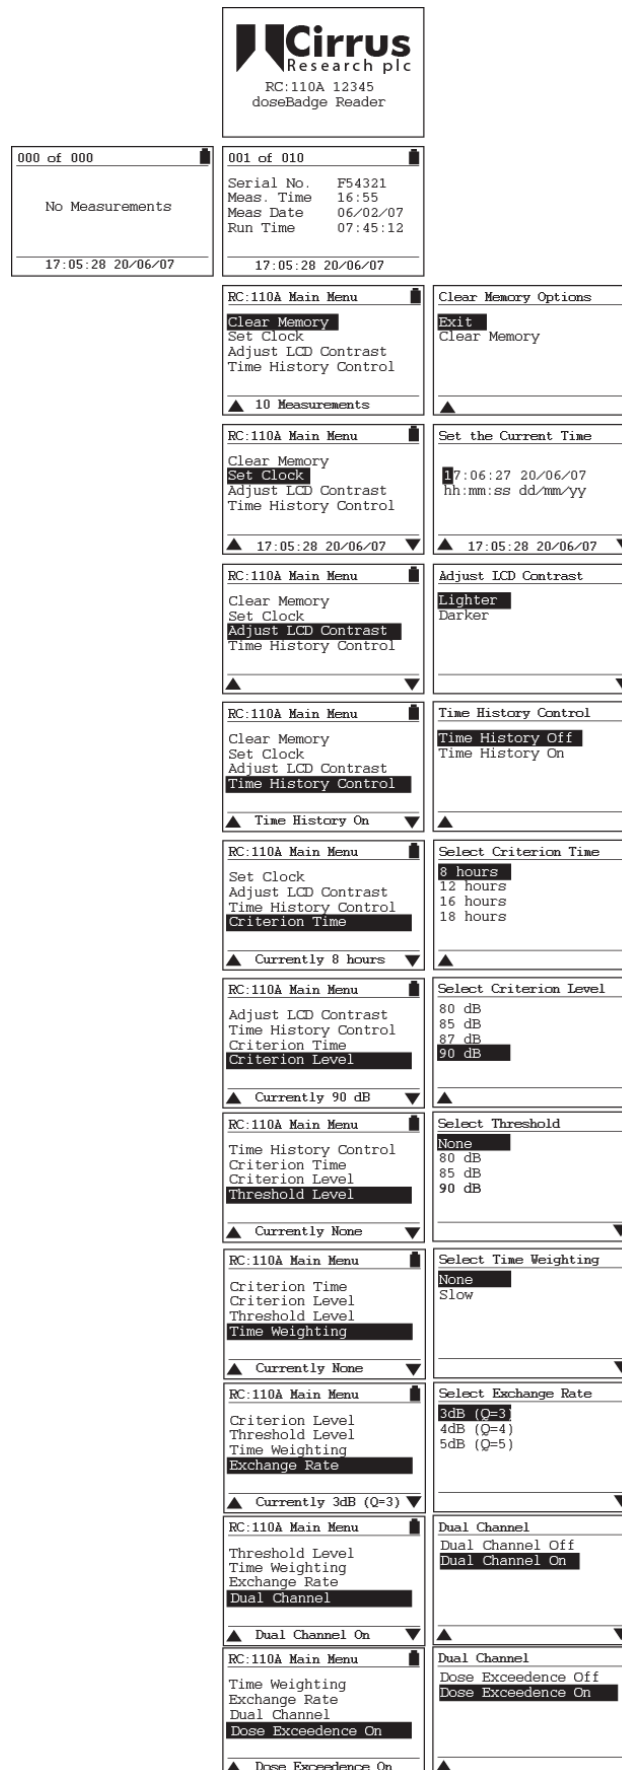 Cirrus
Research plc
RC:110A 12345
doseBadge Reader
000 of 000
No Measurements
17:05:28 20/06/07
001 of 010
Serial No. F54321
Meas. Time 16:55
Meas Date 06/02/07
Run Time 07:45:12
17:05:28 20/06/07
RC:110A Main Menu
Clear Memory
Set Clock
Adjust LCD Contrast
Time History Control
10 Measurements
Clear Memory Options
Exit
Clear Memory
RC:110A Main Menu
Clear Memory
Set Clock
Adjust LCD Contrast
Time History Control
17:05:28 20/06/07
Set the Current Time
17:06:27 20/06/07
hh:mm:ss dd/mm/yy
17:05:28 20/06/07
RC:110A Main Menu
Clear Memory
Set Clock
Adjust LCD Contrast
Time History Control
Adjust LCD Contrast
Lighter
Darker
RC:110A Main Menu
Clear Memory
Set Clock
Adjust LCD Contrast
Time History Control
Time History On
Time History Control
Time History Off
Time History On
RC:110A Main Menu
Set Clock
Adjust LCD Contrast
Time History Control
Criterion Time
Currently 8 hours
Select Criterion Time
8 hours
12 hours
16 hours
18 hours
RC:110A Main Menu
Adjust LCD Contrast
Time History Control
Criterion Time
Criterion Level
Currently 90 dB
Select Criterion Level
80 dB
85 dB
87 dB
90 dB
RC:110A Main Menu
Time History Control
Criterion Time
Criterion Level
Threshold Level
Currently None
Select Threshold
None
80 dB
85 dB
90 dB
RC:110A Main Menu
Criterion Time
Criterion Level
Threshold Level
Time Weighting
Currently None
Select Time Weighting
None
Slow
RC:110A Main Menu
Criterion Level
Threshold Level
Time Weighting
Exchange Rate
Currently 3dB (Q=3)
Select Exchange Rate
3dB (Q=3)
4dB (Q=4)
5dB (Q=5)
RC:110A Main Menu
Threshold Level
Time Weighting
Exchange Rate
Dual Channel
Dual Channel On
Dual Channel
Dual Channel Off
Dual Channel On
RC:110A Main Menu
Time Weighting
Exchange Rate
Dual Channel
Dose Exceedence On
Dose Exceedence On
Dual Channel
Dose Exceedence Off
Dose Exceedence On